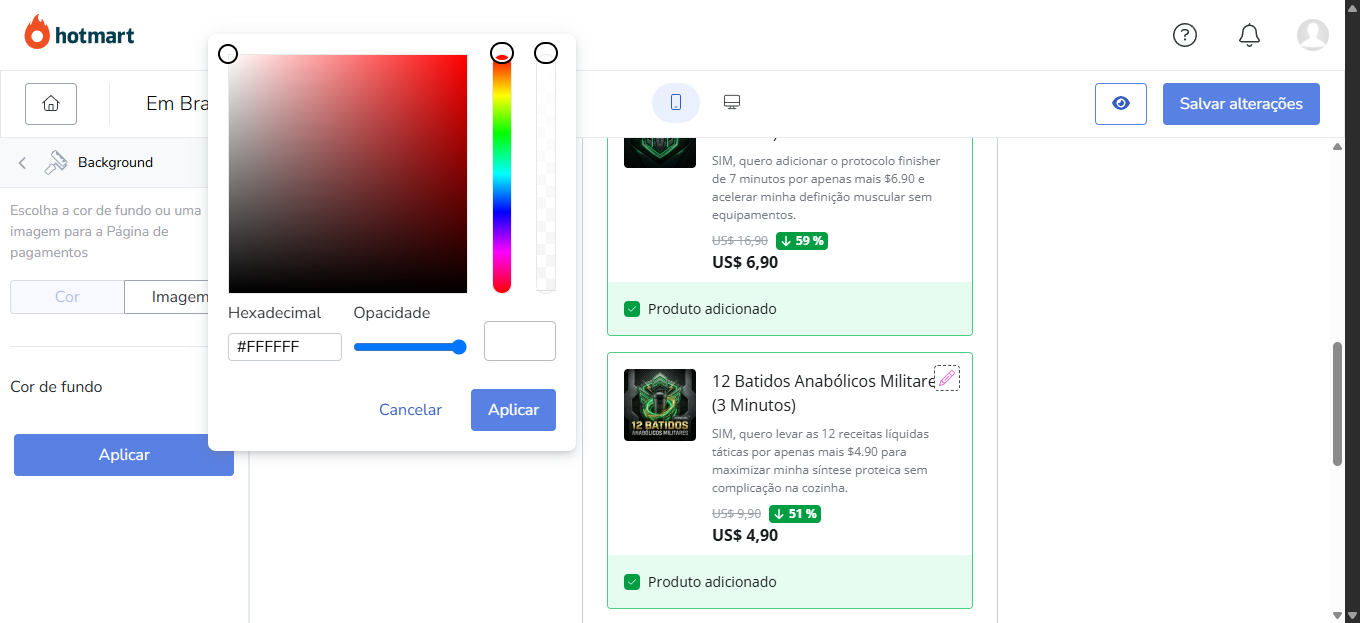 hotmart
Em Bra
Salvar alterações
Background
Escolha a cor de fundo ou uma
imagem para a Página de
pagamentos
Cor
Imagem
Cor de fundo
Aplicar
Hexadecimal
Opacidade
#FFFFFF
Cancelar
Aplicar
SIM, quero adicionar o protocolo finisher
de 7 minutos por apenas mais $6.90 e
acelerar minha definição muscular sem
equipamentos.
US$ 16,90
59 %
US$ 6,90
Produto adicionado
12 BATIDOS
ANABÓLICOS MILITARES
12 Batidos Anabólicos Militare
(3 Minutos)
SIM, quero levar as 12 receitas líquidas
táticas por apenas mais $4.90 para
maximizar minha síntese proteica sem
complicação na cozinha.
US$ 9,90
51 %
US$ 4,90
Produto adicionado